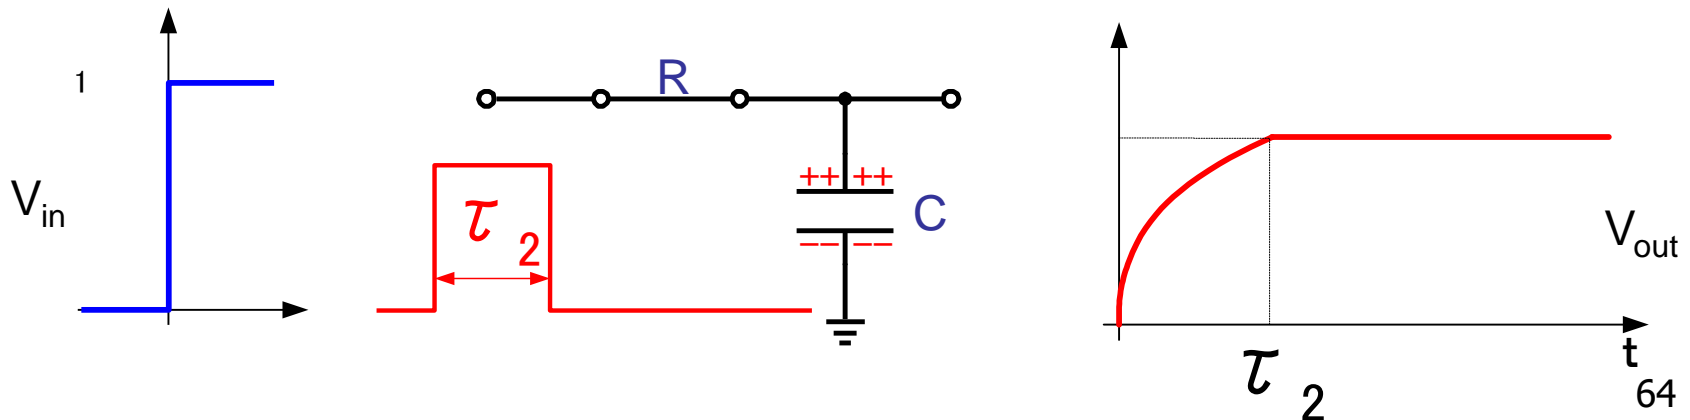 1
V_in
τ 2
R
++ ++
C
−− −−
V_out
τ 2
t
64